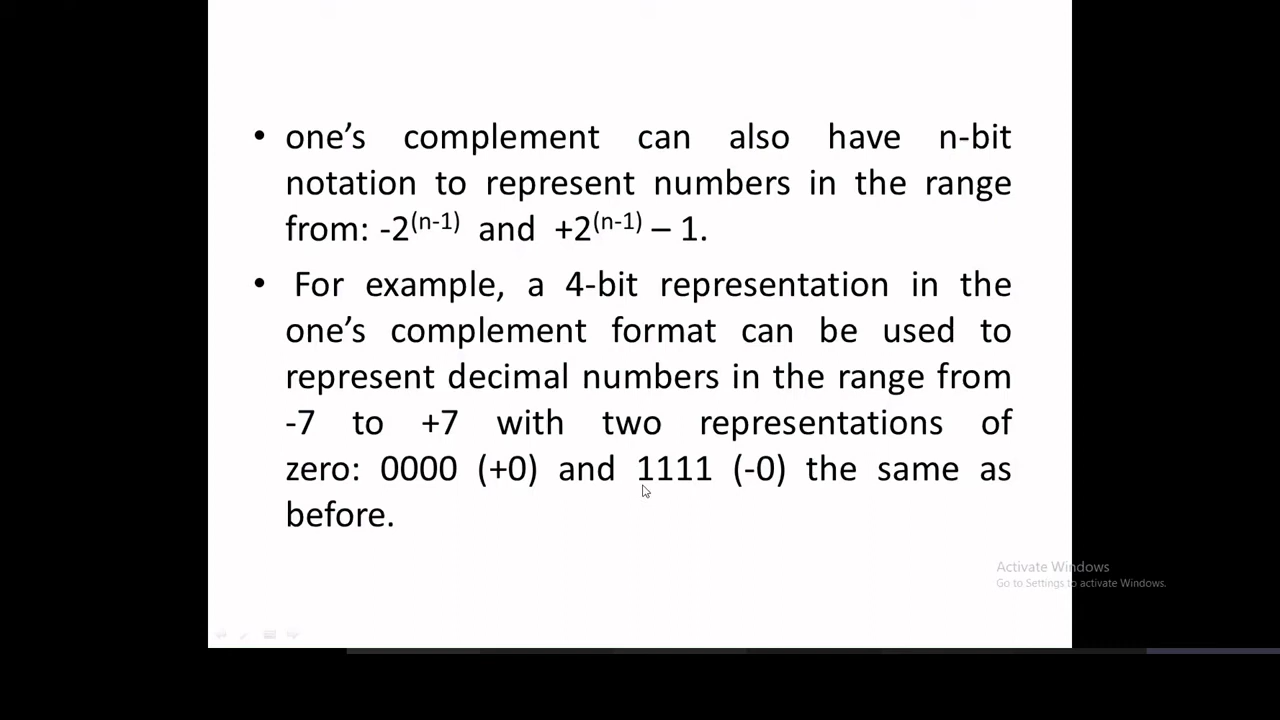 • one’s complement can also have n-bit
notation to represent numbers in the range
from: -2⁽ⁿ⁻¹⁾ and +2⁽ⁿ⁻¹⁾ – 1.
• For example, a 4-bit representation in the
one’s complement format can be used to
represent decimal numbers in the range from
-7 to +7 with two representations of
zero: 0000 (+0) and 1111 (-0) the same as
before.
Activate Windows
Go to Settings to activate Windows.